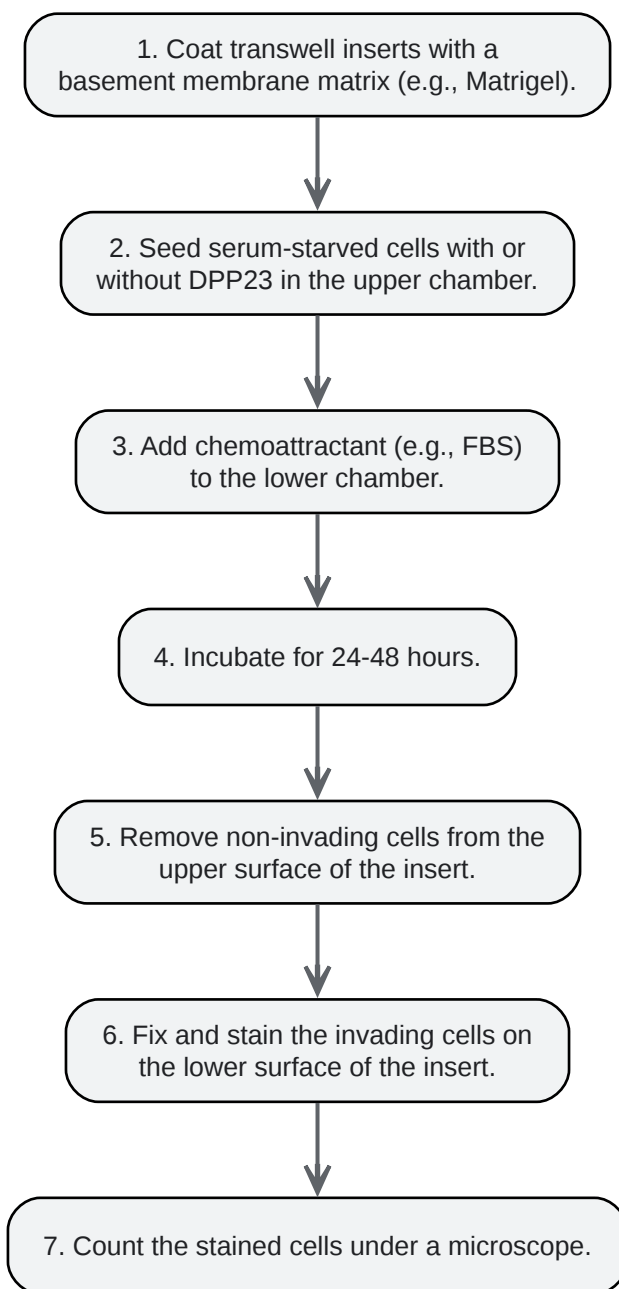 1. Coat transwell inserts with a
basement membrane matrix (e.g., Matrigel).
2. Seed serum-starved cells with or
without DPP23 in the upper chamber.
3. Add chemoattractant (e.g., FBS)
to the lower chamber.
4. Incubate for 24-48 hours.
5. Remove non-invading cells from the
upper surface of the insert.
6. Fix and stain the invading cells on
the lower surface of the insert.
7. Count the stained cells under a microscope.